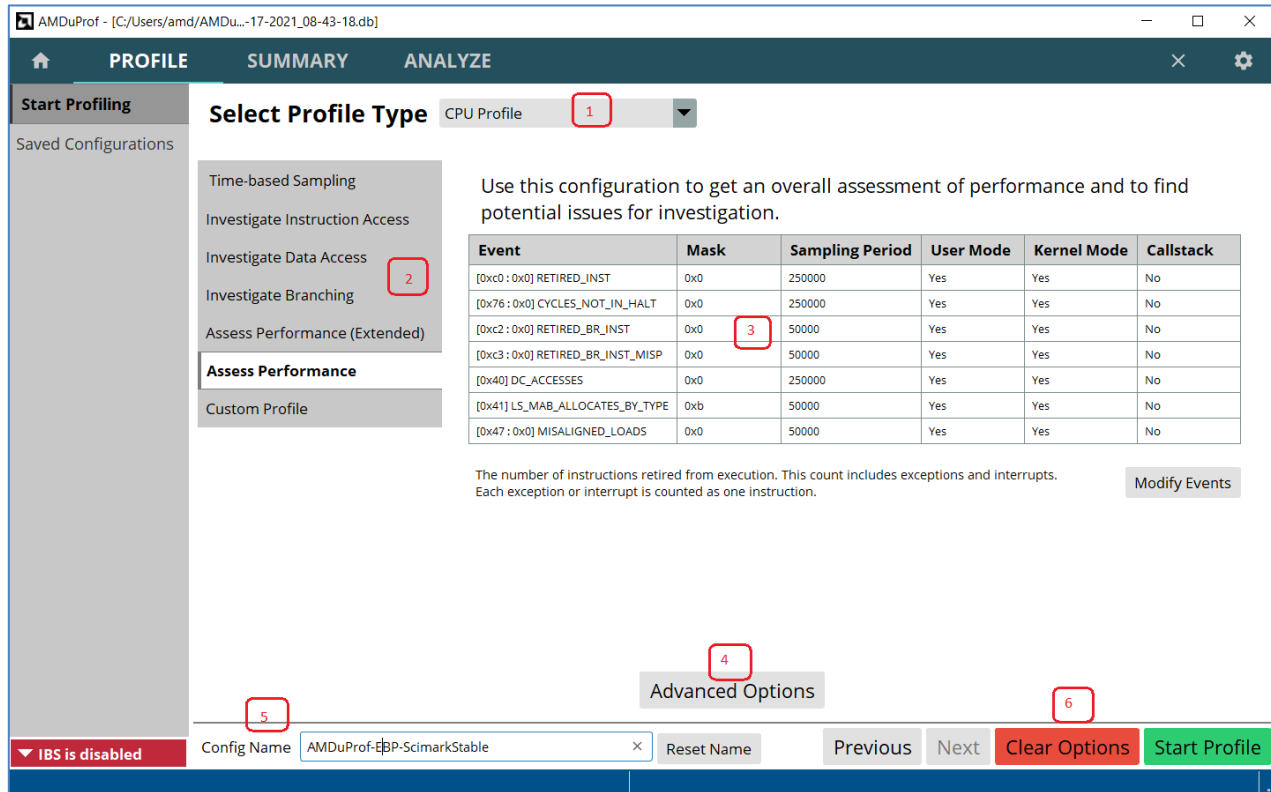 AMDuProf - [C:/Users/amd/AMDu...-17-2021_08-43-18.db]
PROFILE SUMMARY ANALYZE
Start Profiling
Saved Configurations
Select Profile Type CPU Profile 1
Time-based Sampling
Investigate Instruction Access
Investigate Data Access
2
Investigate Branching
Assess Performance (Extended)
Assess Performance
Custom Profile
Use this configuration to get an overall assessment of performance and to find
potential issues for investigation.
Event Mask Sampling Period User Mode Kernel Mode Callstack
[0xc0 : 0x0] RETIRED_INST 0x0 250000 Yes Yes No
[0x76 : 0x0] CYCLES_NOT_IN_HALT 0x0 250000 Yes Yes No
[0xc2 : 0x0] RETIRED_BR_INST 0x0 3 50000 Yes Yes No
[0xc3 : 0x0] RETIRED_BR_INST_MISP 0x0 50000 Yes Yes No
[0x40] DC_ACCESSES 0x0 250000 Yes Yes No
[0x41] LS_MAB_ALLOCATES_BY_TYPE 0xb 50000 Yes Yes No
[0x47 : 0x0] MISALIGNED_LOADS 0x0 50000 Yes Yes No
The number of instructions retired from execution. This count includes exceptions and interrupts.
Each exception or interrupt is counted as one instruction.
Modify Events
4
Advanced Options
5
6
IBS is disabled
Config Name AMDuProf-EBP-ScimarkStable Reset Name Previous Next Clear Options Start Profile